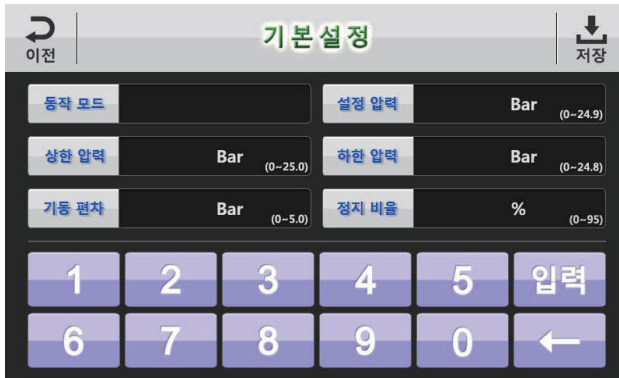 이전
기본설정
저장
동작 모드
설정 압력 Bar (0~24.9)
상한 압력 Bar (0~25.0)
하한 압력 Bar (0~24.8)
기동 편차 Bar (0~5.0)
정지 비율 % (0~95)
1 2 3 4 5 입력
6 7 8 9 0 ←